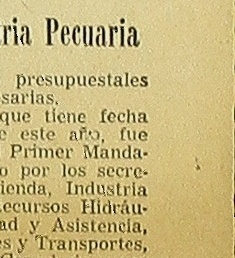 ria Pecuaria
presupuestales
sarias.
que tiene fecha
e este año, fue
Primer Manda-
o por los secre-
ienda, Industria
Recursos Hidráu-
ad y Asistencia,
es y Transportes,